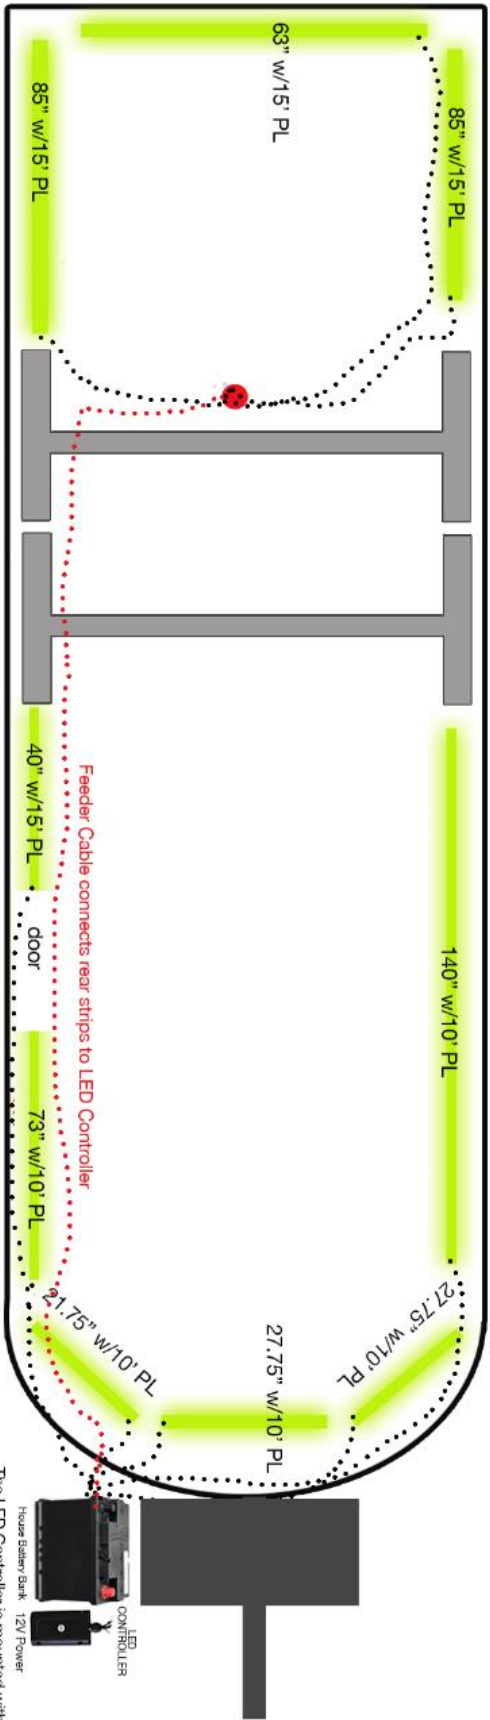 63" w/15' PL
85" w/15' PL
85" w/15' PL
Feeder Cable connects rear strips to LED Controller
40" w/15' PL
door
140" w/10' PL
73" w/10' PL
21.75" w/10' PL
27.75" w/10' PL
27.75" w/10' PL
LED
CONTROLLER
House Battery Bank
12V Power